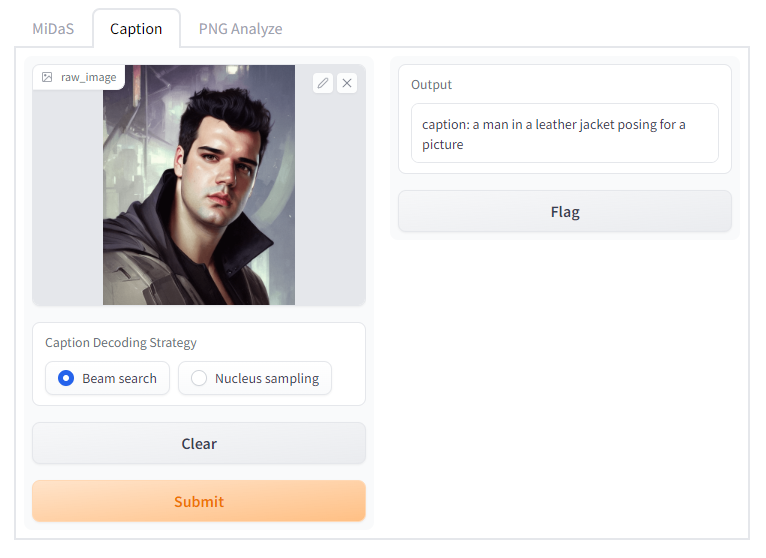 MiDaS
Caption
PNG Analyze
raw_image
Caption Decoding Strategy
Beam search
Nucleus sampling
Clear
Submit
Output
caption: a man in a leather jacket posing for a
picture
Flag